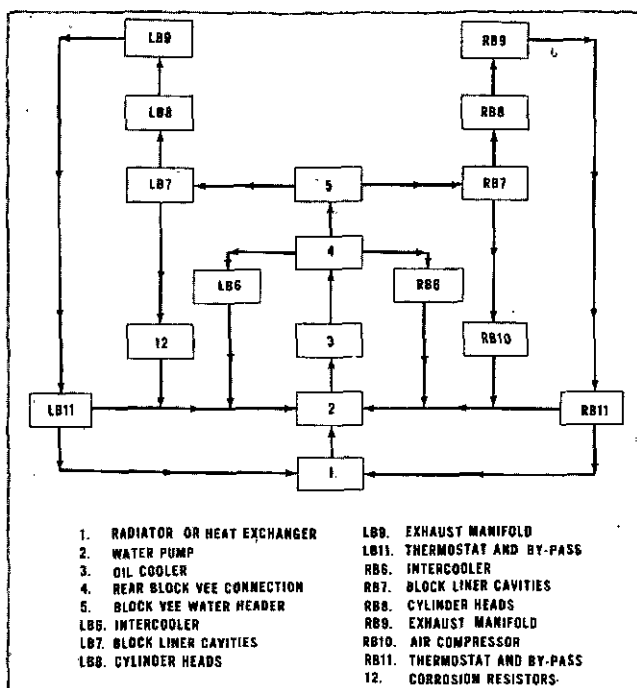 LB9 RB9
LB8 RB8
LB7 5 RB7
4
LB6 RB6
12 3 RB10
LB11 2 RB11
1.
1. RADIATOR OR HEAT EXCHANGER
2. WATER PUMP
3. OIL COOLER
4. REAR BLOCK VEE CONNECTION
5. BLOCK VEE WATER HEADER
LB6. INTERCOOLER
LB7. BLOCK LINER CAVITIES
LB8. CYLINDER HEADS
LB9. EXHAUST MANIFOLD
LB11. THERMOSTAT AND BY-PASS
RB6. INTERCOOLER
RB7. BLOCK LINER CAVITIES
RB8. CYLINDER HEADS
RB9. EXHAUST MANIFOLD
RB10. AIR COMPRESSOR
RB11. THERMOSTAT AND BY-PASS
12. CORROSION RESISTORS